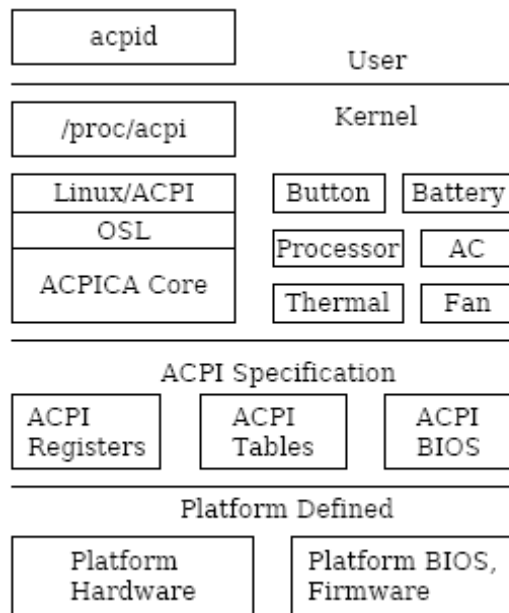 acpid
User
/proc/acpi
Kernel
Linux/ACPI
OSL
ACPICA Core
Button
Battery
Processor
AC
Thermal
Fan
ACPI Specification
ACPI
Registers
ACPI
Tables
ACPI
BIOS
Platform Defined
Platform
Hardware
Platform BIOS,
Firmware